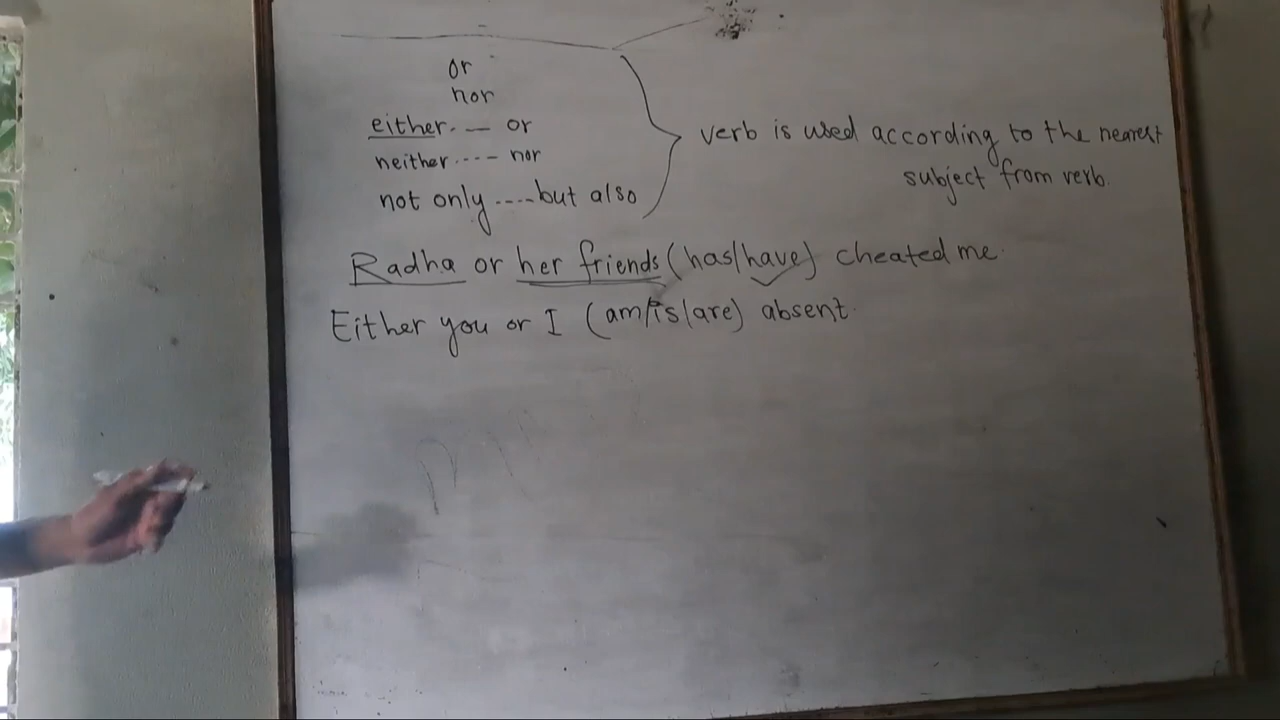 or
nor
either. — or
neither ---- nor
not only ----but also
verb is used according to the nearest
subject from verb.
Radha or her friends (has/have) cheated me.
Either you or I (am/is/are) absent.